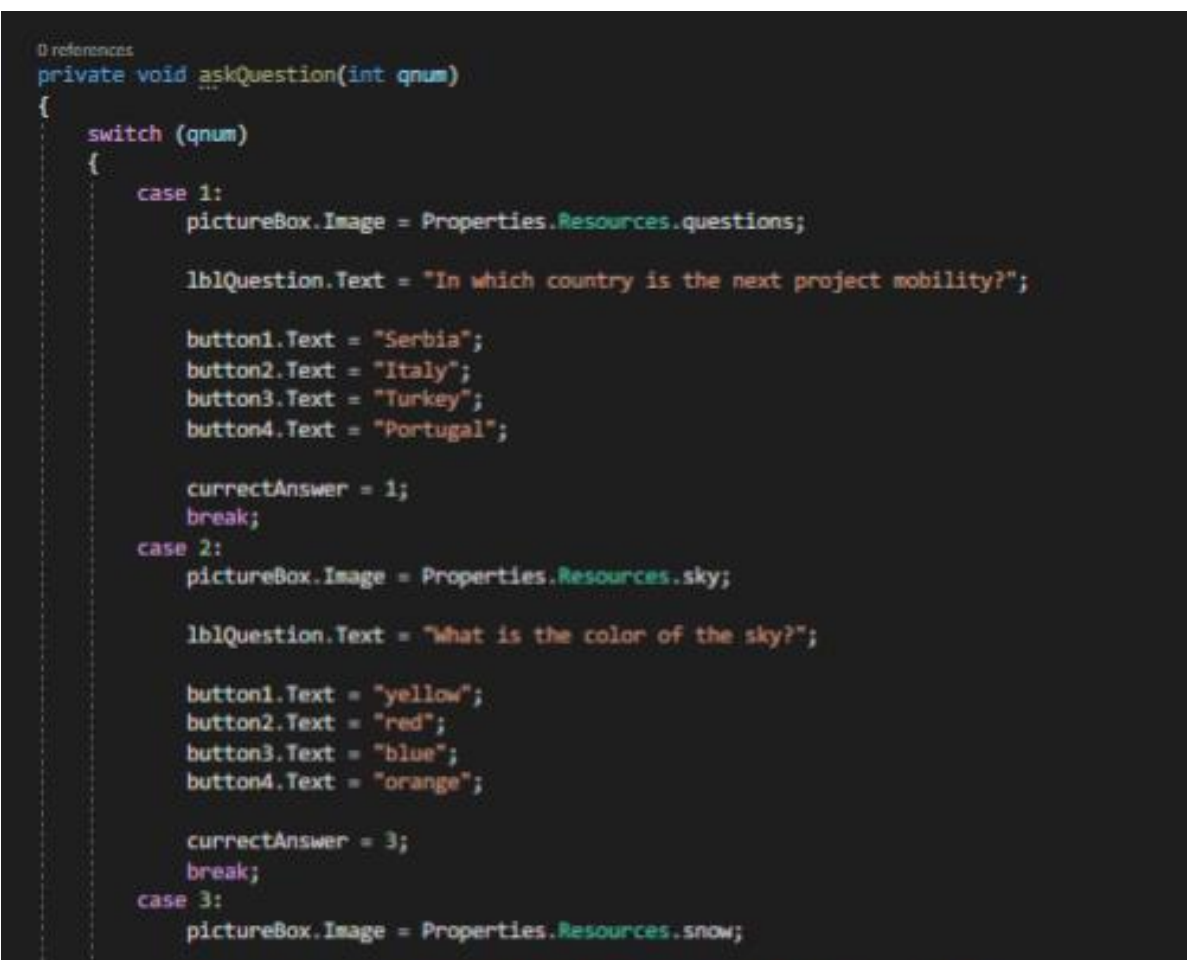 0 references
private void askQuestion(int qnum)
{
switch (qnum)
{
case 1:
pictureBox.Image = Properties.Resources.questions;
lblQuestion.Text = "In which country is the next project mobility?";
button1.Text = "Serbia";
button2.Text = "Italy";
button3.Text = "Turkey";
button4.Text = "Portugal";
currectAnswer = 1;
break;
case 2:
pictureBox.Image = Properties.Resources.sky;
lblQuestion.Text = "What is the color of the sky?";
button1.Text = "yellow";
button2.Text = "red";
button3.Text = "blue";
button4.Text = "orange";
currectAnswer = 3;
break;
case 3:
pictureBox.Image = Properties.Resources.snow;